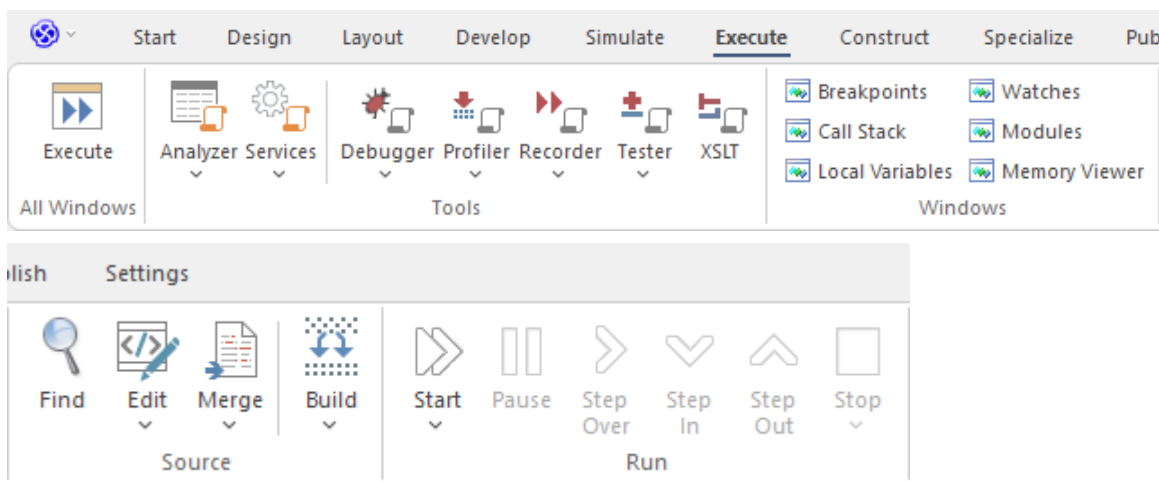 Start Design Layout Develop Simulate Execute Construct Specialize Pub
Breakpoints Watches
Call Stack Modules
Execute Analyzer Services Debugger Profiler Recorder Tester XSLT
Local Variables Memory Viewer
All Windows Tools Windows
lish Settings
Find Edit Merge Build Start Pause Step Over Step In Step Out Stop
Source Run